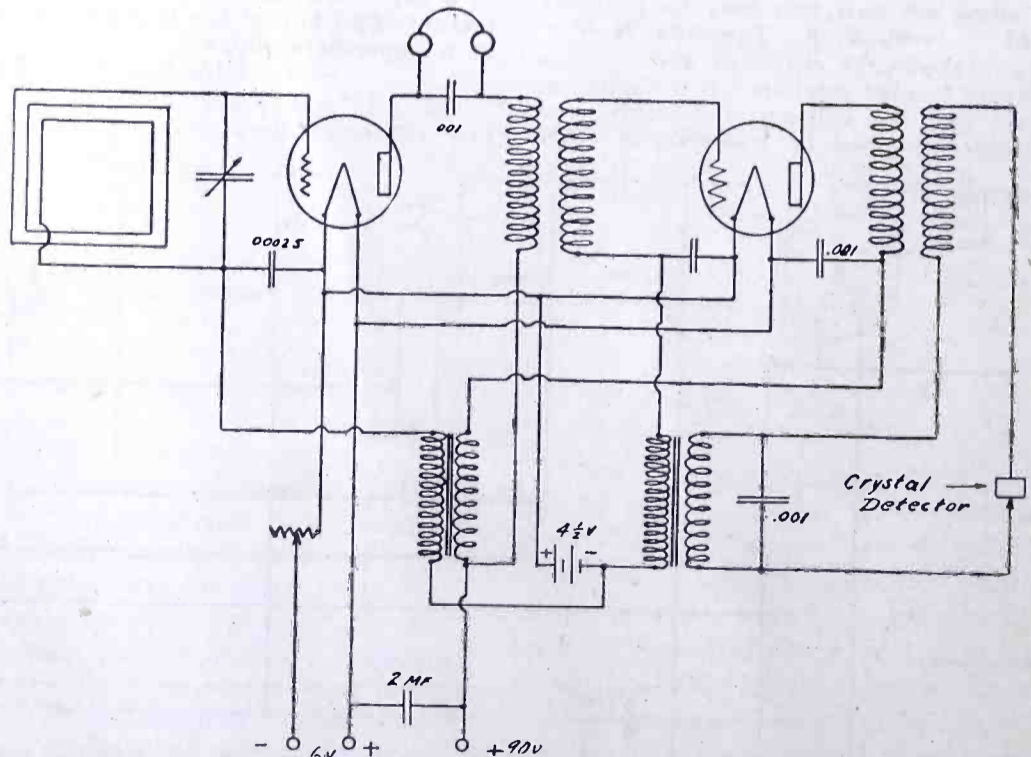 001
00025
.001
Crystal
Detector
.001
4½V
+ -
2 MF
- 6V + +90V